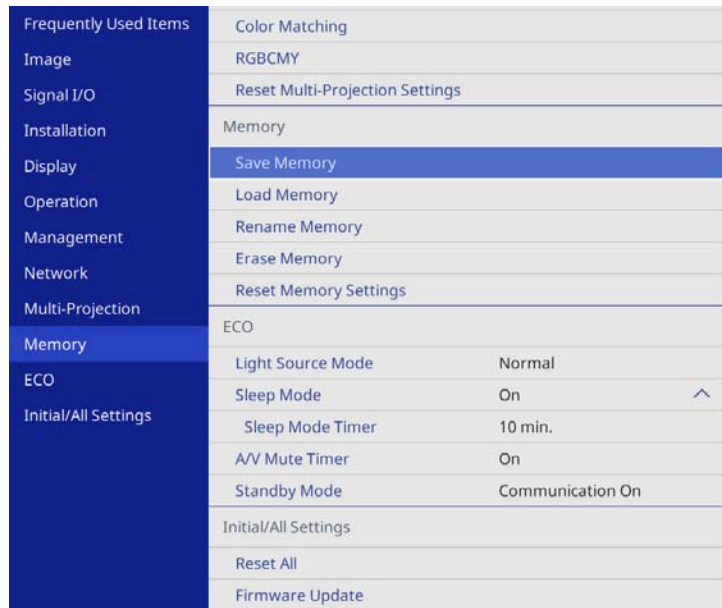 Frequently Used Items
Image
Signal I/O
Installation
Display
Operation
Management
Network
Multi-Projection
Memory
ECO
Initial/All Settings
Color Matching
RGBCMY
Reset Multi-Projection Settings
Memory
Save Memory
Load Memory
Rename Memory
Erase Memory
Reset Memory Settings
ECO
Light Source Mode Normal
Sleep Mode On
Sleep Mode Timer 10 min.
A/V Mute Timer On
Standby Mode Communication On
Initial/All Settings
Reset All
Firmware Update